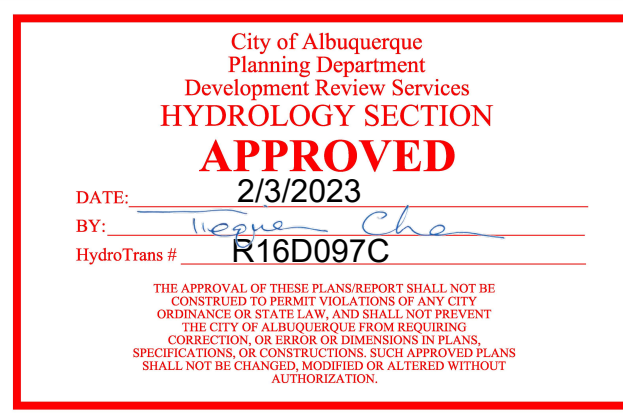 City of Albuquerque
Planning Department
Development Review Services
HYDROLOGY SECTION
APPROVED
DATE: 2/3/2023
BY:
HydroTrans # R16D097C
THE APPROVAL OF THESE PLANS/REPORT SHALL NOT BE
CONSTRUED TO PERMIT VIOLATIONS OF ANY CITY
ORDINANCE OR STATE LAW, AND SHALL NOT PREVENT
THE CITY OF ALBUQUERQUE FROM REQUIRING
CORRECTION, OR ERROR OR DIMENSIONS IN PLANS,
SPECIFICATIONS, OR CONSTRUCTIONS. SUCH APPROVED PLANS
SHALL NOT BE CHANGED, MODIFIED OR ALTERED WITHOUT
AUTHORIZATION.